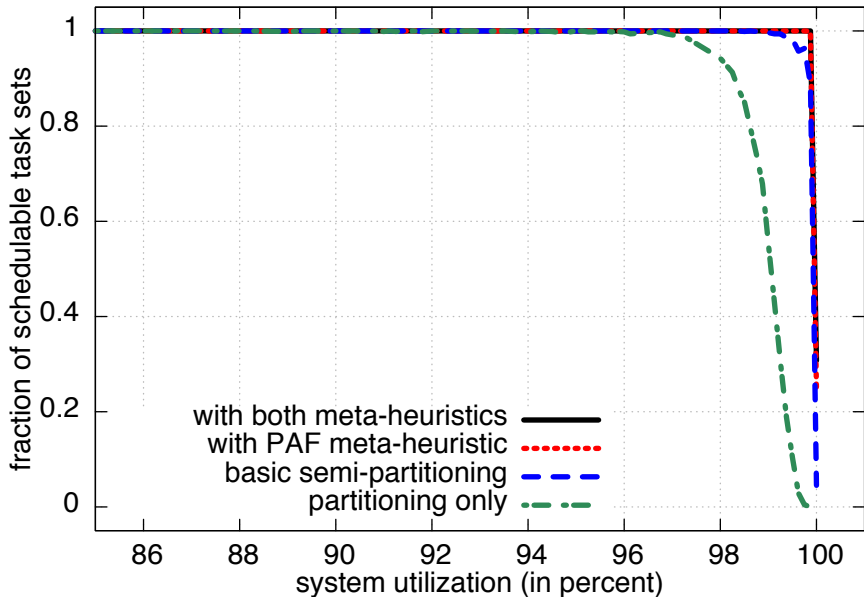 1
0.8
0.6
0.4
0.2
0
fraction of schedulable task sets
with both meta-heuristics
with PAF meta-heuristic
basic semi-partitioning
partitioning only
86 88 90 92 94 96 98 100
system utilization (in percent)